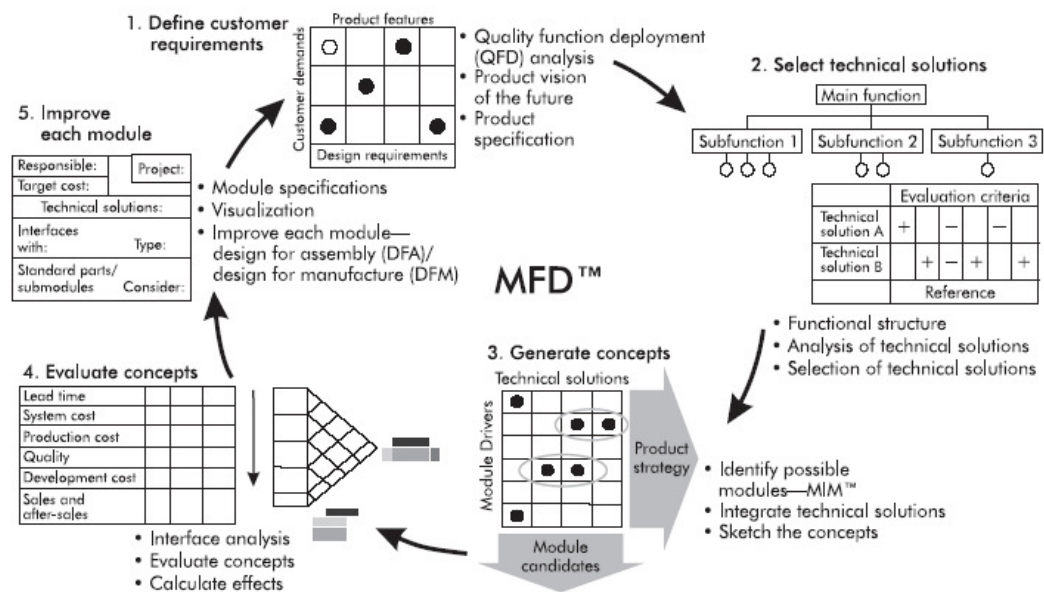 1. Define customer
requirements
Product features
Customer demands
Design requirements
• Quality function deployment
(QFD) analysis
• Product vision
of the future
• Product
specification
2. Select technical solutions
Main function
Subfunction 1
Subfunction 2
Subfunction 3
Evaluation criteria
Technical
solution A
+ − −
Technical
solution B
+ − + +
Reference
• Functional structure
• Analysis of technical solutions
• Selection of technical solutions
MFD™
3. Generate concepts
Technical solutions
Module Drivers
Product
strategy
Module
candidates
• Identify possible
modules—MIM™
• Integrate technical solutions
• Sketch the concepts
4. Evaluate concepts
Lead time
System cost
Production cost
Quality
Development cost
Sales and
after-sales
• Interface analysis
• Evaluate concepts
• Calculate effects
5. Improve
each module
Responsible:
Project:
Target cost:
Technical solutions:
Interfaces
with:
Type:
Standard parts/
submodules
Consider:
• Module specifications
• Visualization
• Improve each module—
design for assembly (DFA)/
design for manufacture (DFM)